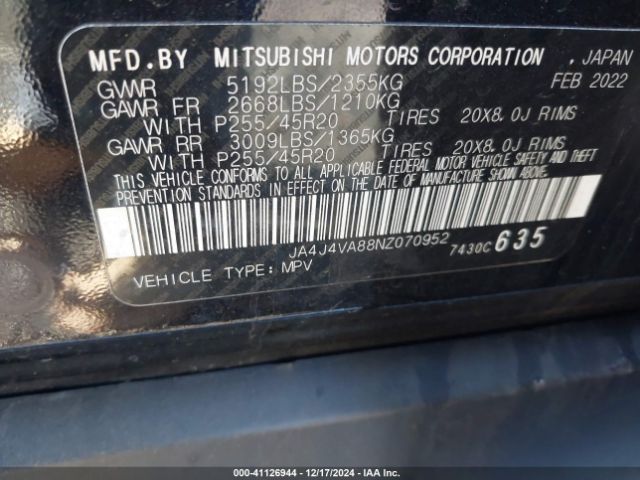 MFD.BY MITSUBISHI MOTORS CORPORATION . JAPAN
GVWR 5192LBS/2355KG FEB 2022
GAWR FR 2668LBS/1210KG
WITH P255/45R20 TIRES 20X8.0J RIMS
GAWR RR 3009LBS/1365KG
WITH P255/45R20 TIRES 20X8.0J RIMS
THIS VEHICLE CONFORMS TO ALL APPLICABLE FEDERAL MOTOR VEHICLE SAFETY AND THEFT
PREVENTION STANDARDS IN EFFECT ON THE DATE OF MANUFACTURE SHOWN ABOVE.
JA4J4VA88NZ070952 7430C 635
VEHICLE TYPE: MPV
© COPART - 41126944 - 12/17/2024 - IAA Inc.